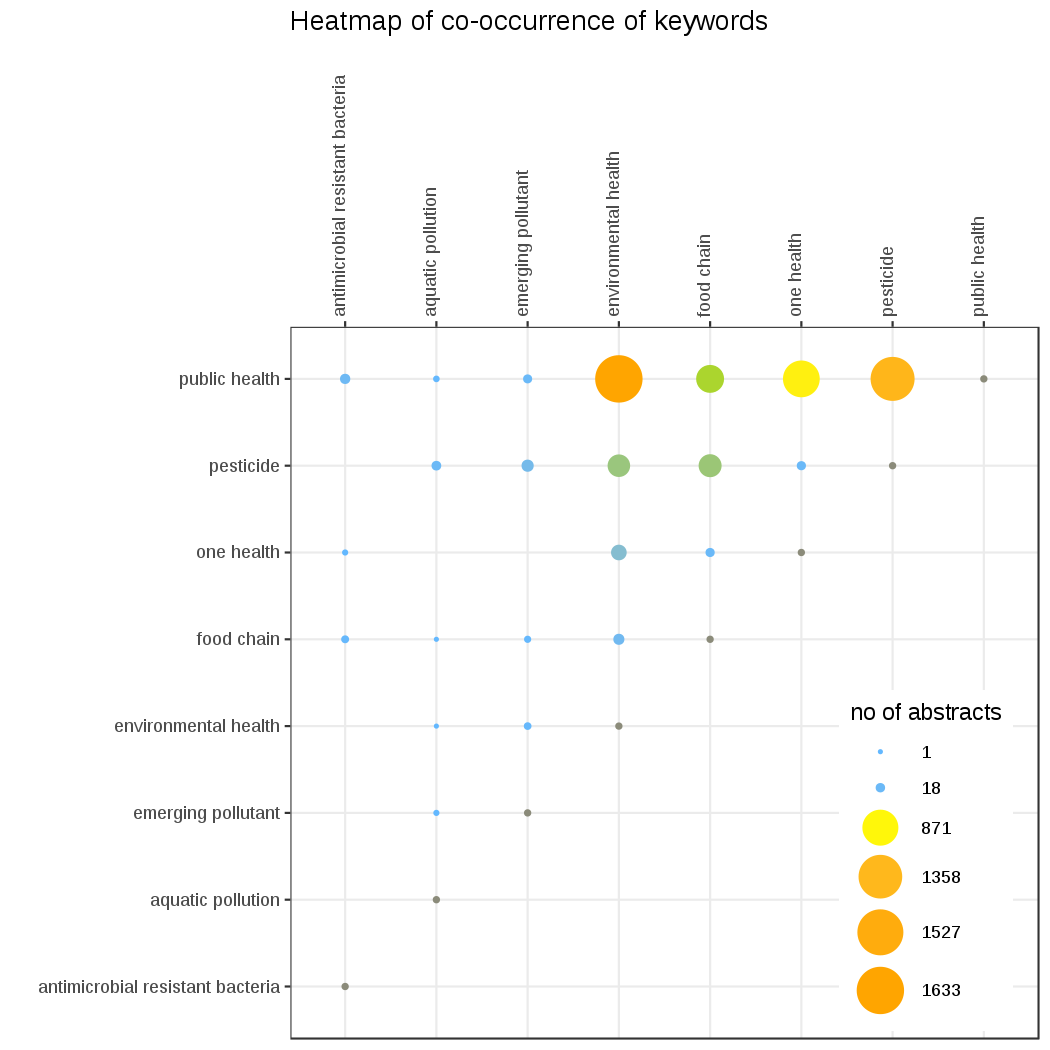 Heatmap of co-occurrence of keywords
antimicrobial resistant bacteria
aquatic pollution
emerging pollutant
environmental health
food chain
one health
pesticide
public health
public health
pesticide
one health
food chain
environmental health
emerging pollutant
aquatic pollution
antimicrobial resistant bacteria
no of abstracts
1
18
871
1358
1527
1633